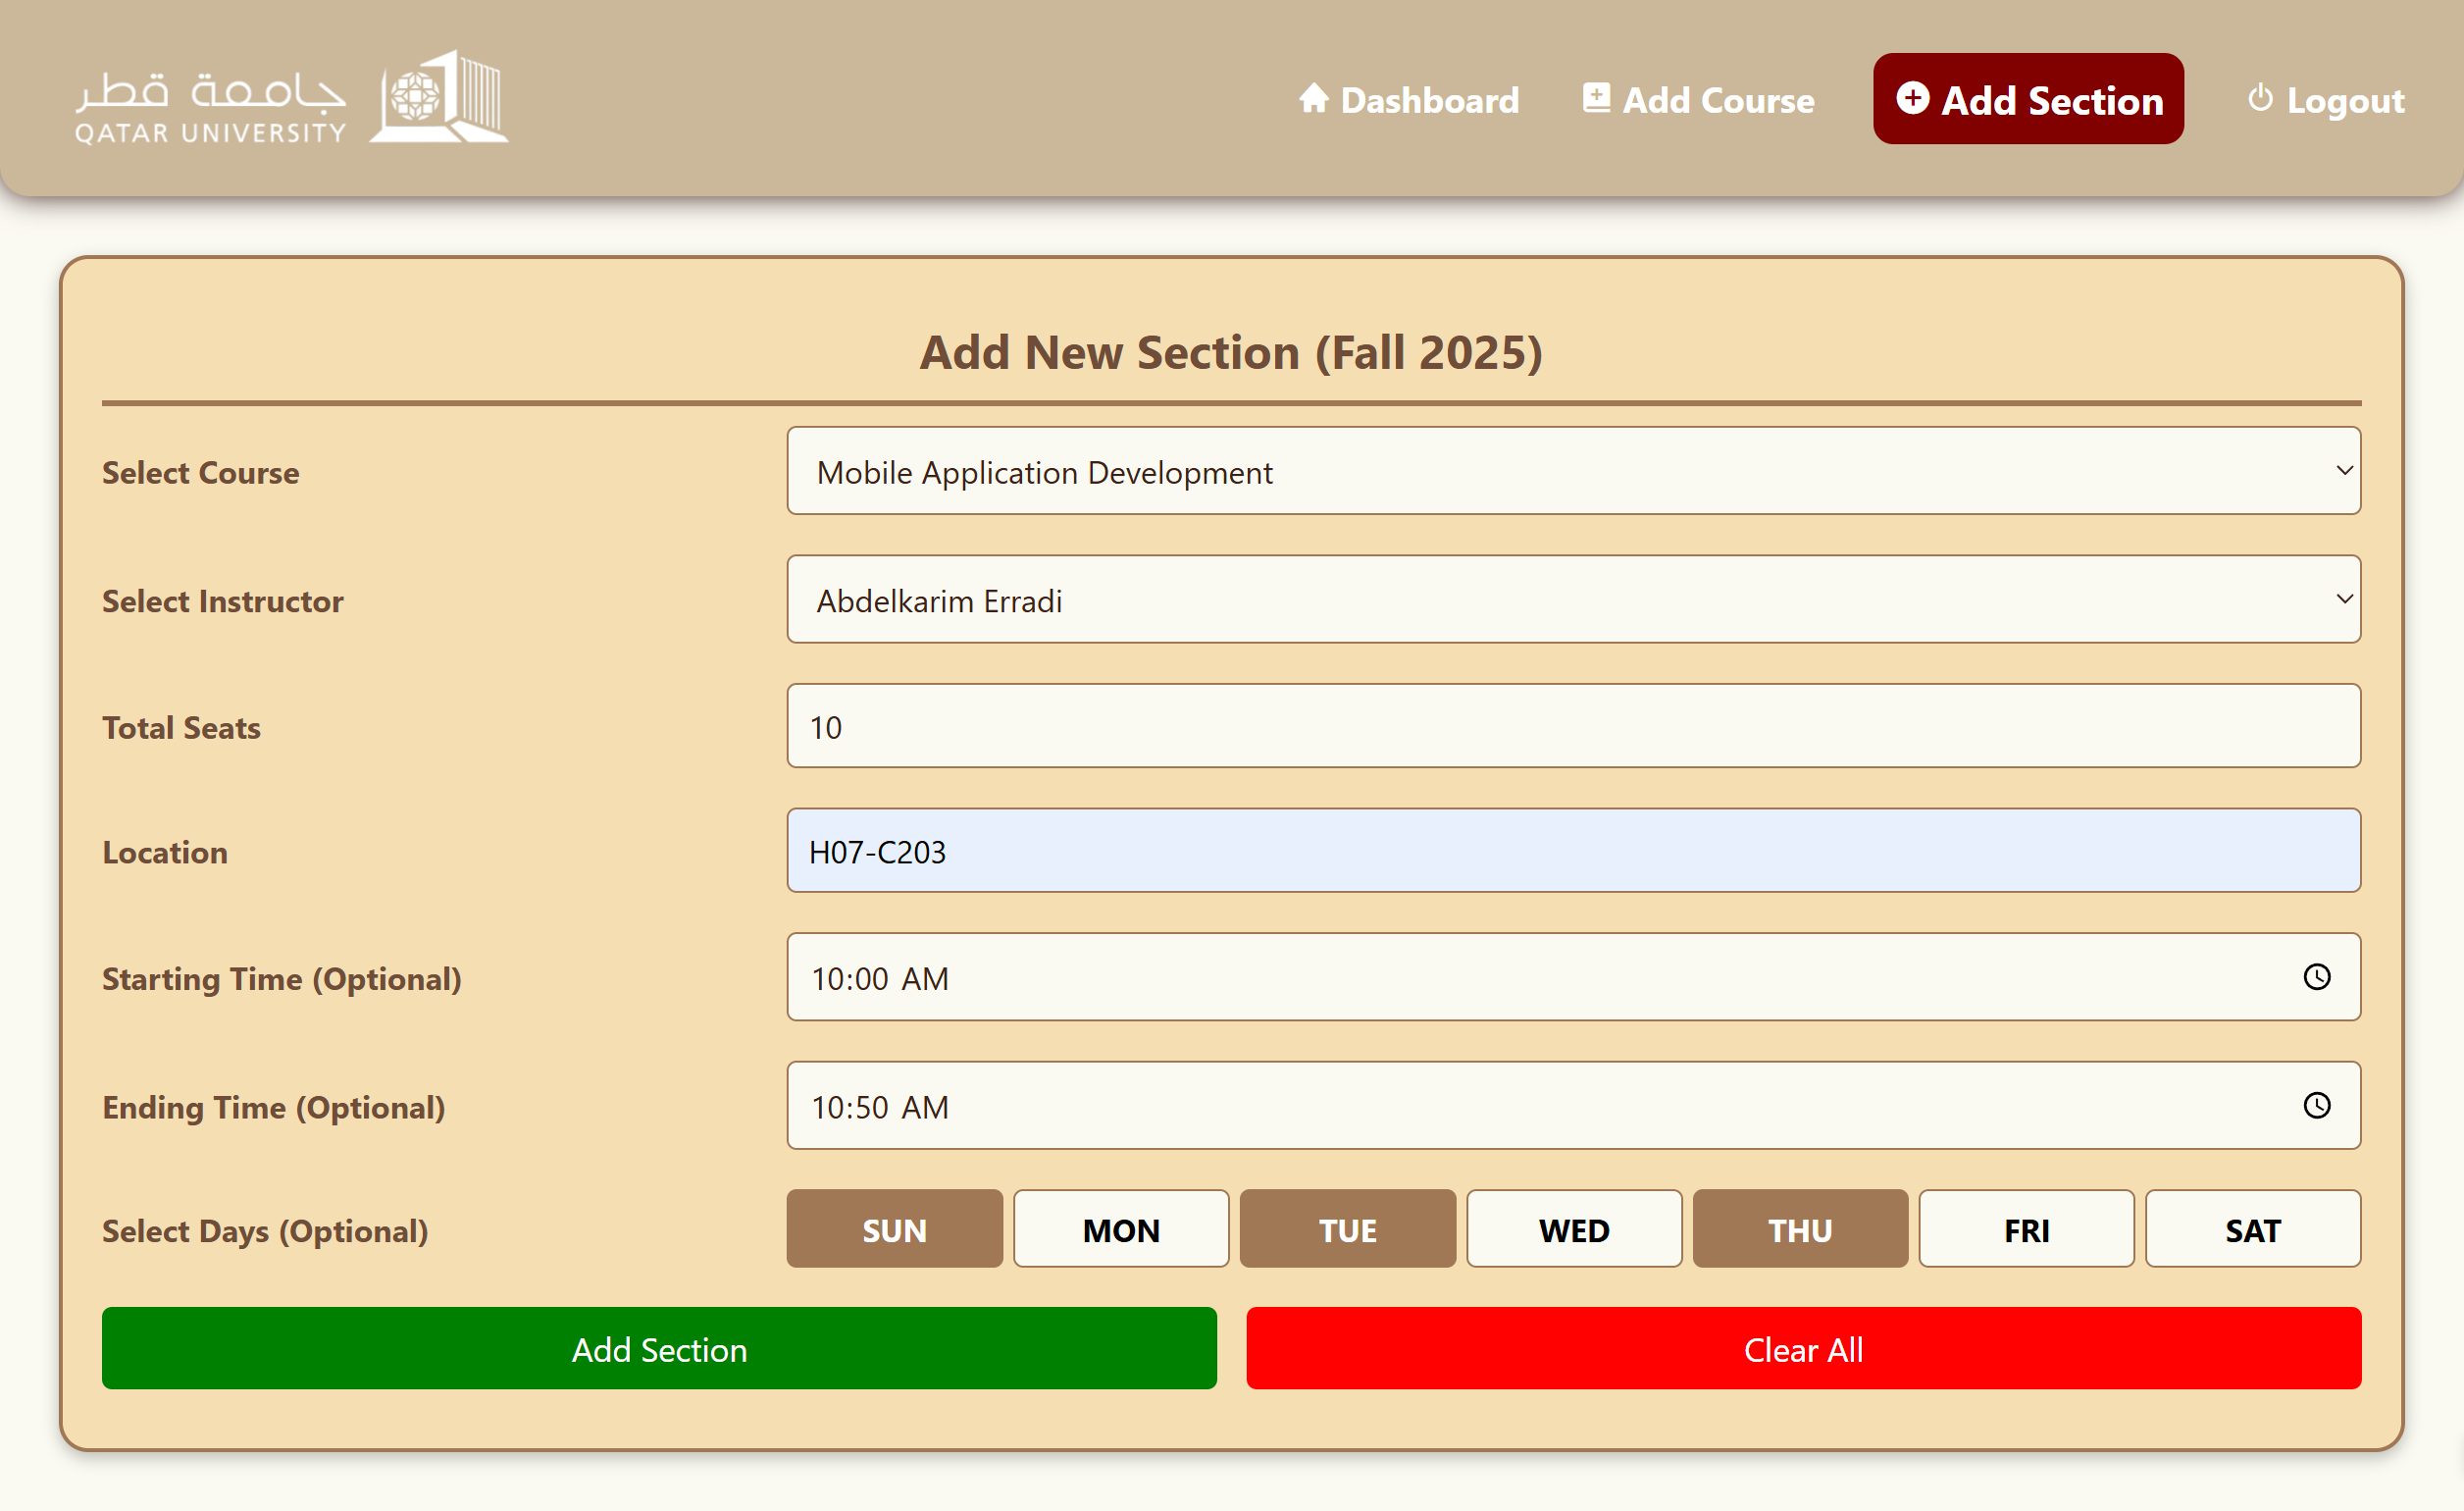 جامعة قطر
QATAR UNIVERSITY
Dashboard
Add Course
Add Section
Logout
Add New Section (Fall 2025)
Select Course
Mobile Application Development
Select Instructor
Abdelkarim Erradi
Total Seats
10
Location
H07-C203
Starting Time (Optional)
10:00 AM
Ending Time (Optional)
10:50 AM
Select Days (Optional)
SUN
MON
TUE
WED
THU
FRI
SAT
Add Section
Clear All